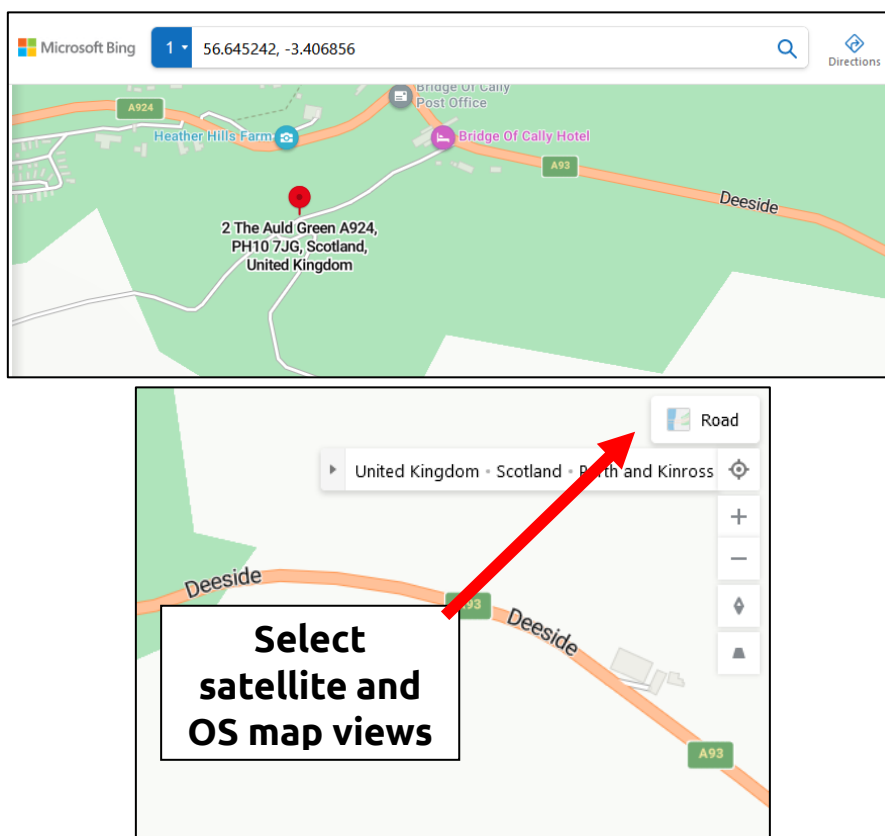 Microsoft Bing
1
56.645242, -3.406856
Directions
Bridge Of Cally
Post Office
A924
Heather Hills Farm
Bridge Of Cally Hotel
A93
Deeside
2 The Auld Green A924,
PH10 7JG, Scotland,
United Kingdom
Road
United Kingdom • Scotland • Perth and Kinross
Deeside
A93
Deeside
Select
satellite and
OS map views
A93